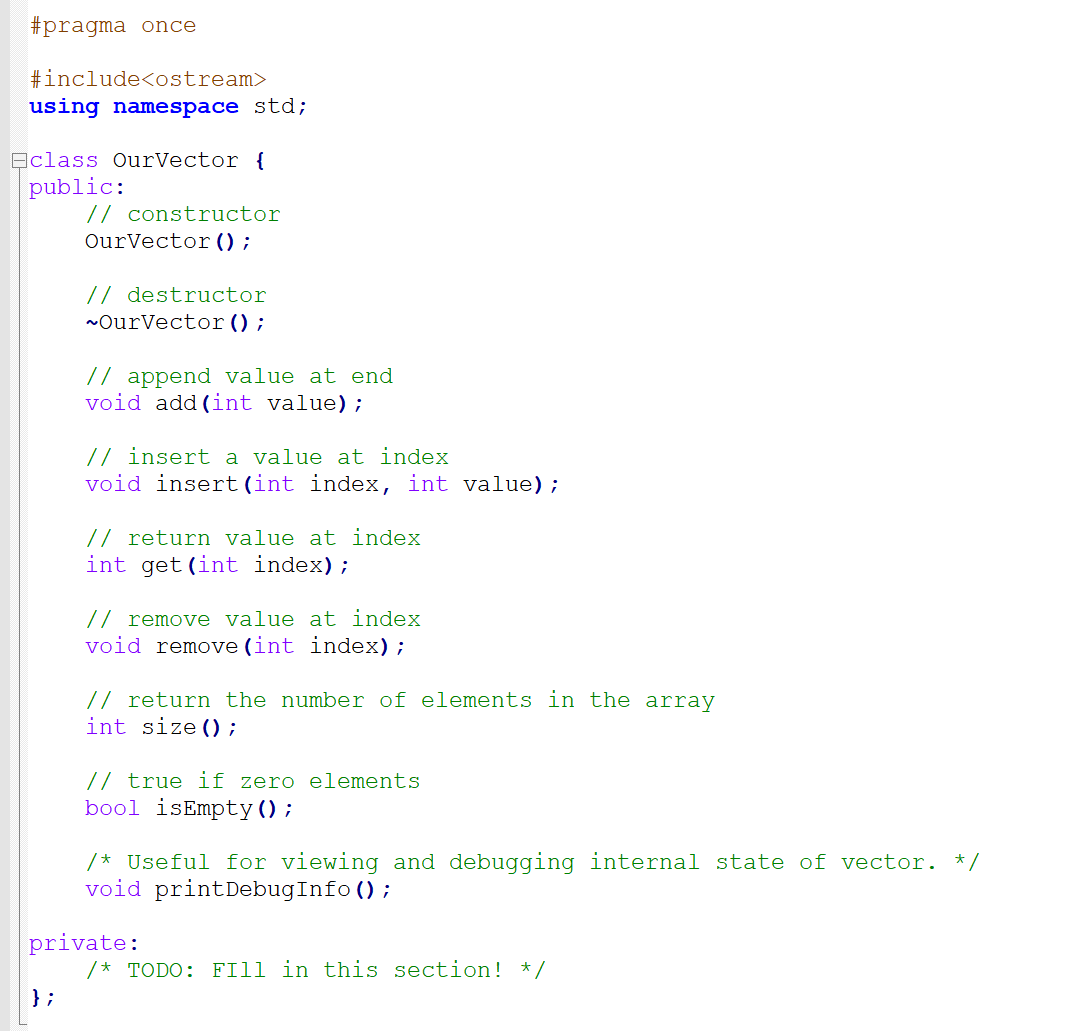 #pragma once
#include<ostream>
using namespace std;
class OurVector {
public:
// constructor
OurVector();
// destructor
~OurVector();
// append value at end
void add(int value);
// insert a value at index
void insert(int index, int value);
// return value at index
int get(int index);
// remove value at index
void remove(int index);
// return the number of elements in the array
int size();
// true if zero elements
bool isEmpty();
/* Useful for viewing and debugging internal state of vector. */
void printDebugInfo();
private:
/* TODO: FIll in this section! */
};